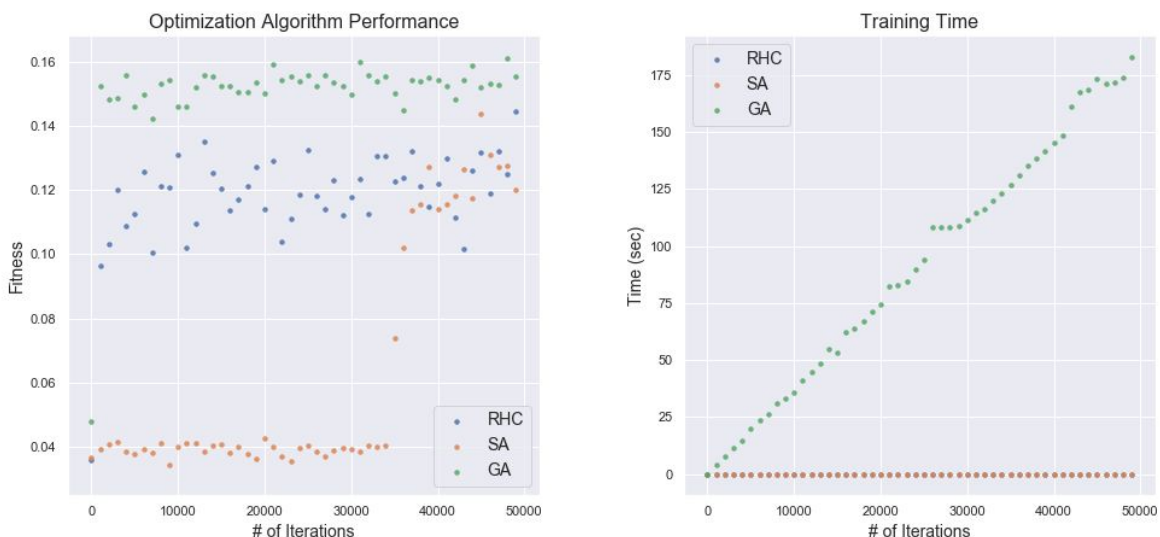 Optimization Algorithm Performance
Fitness
0.16
0.14
0.12
0.10
0.08
0.06
0.04
RHC
SA
GA
0
10000
20000
30000
40000
50000
# of Iterations
Training Time
Time (sec)
175
150
125
100
75
50
25
0
RHC
SA
GA
0
10000
20000
30000
40000
50000
# of Iterations